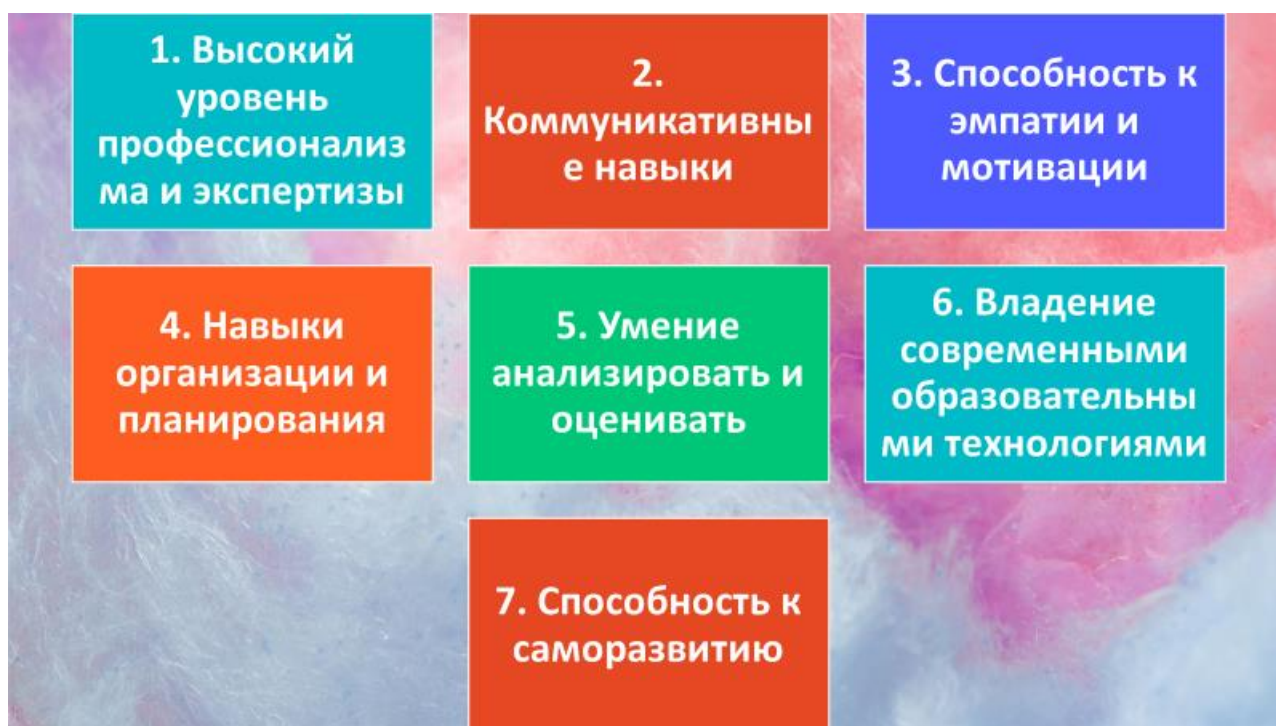 1. Высокий
уровень
профессионализ
ма и экспертизы
2.
Коммуникативны
е навыки
3. Способность к
эмпатии и
мотивации
4. Навыки
организации и
планирования
5. Умение
анализировать и
оценивать
6. Владение
современными
образовательны
ми технологиями
7. Способность к
саморазвитию